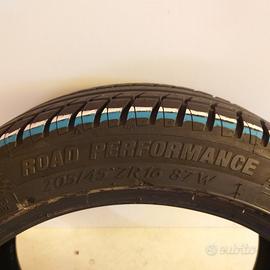 ROAD PERFORMANCE
205/45 ZR16 87W
subito